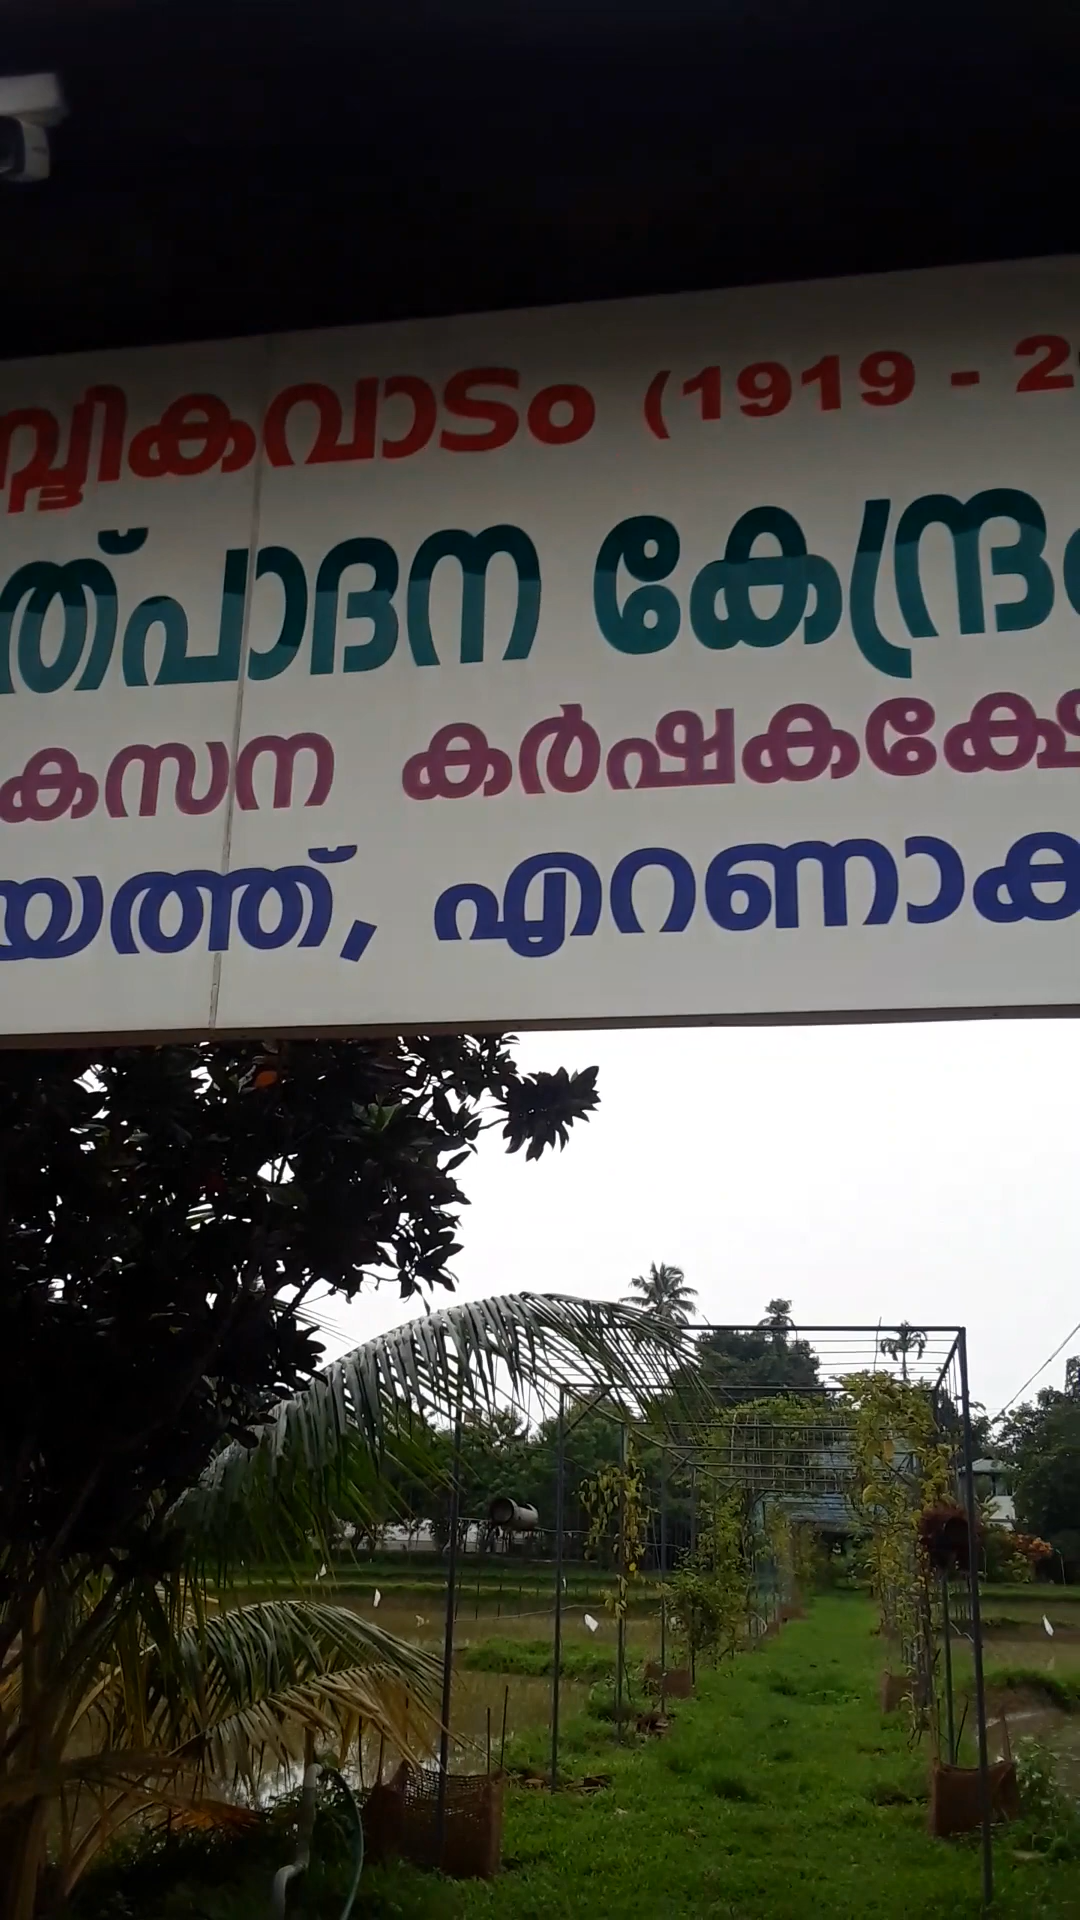 കവാടം (1919 - 2
ത്പാദന കേന്ദ്രം
കസന കർഷകക്ഷേ
യത്ത്, എറണാക